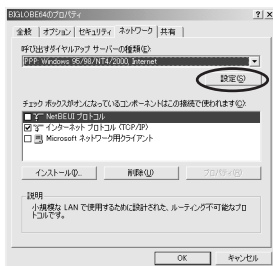 BIGLOBE64のプロパティ
全般 オプション セキュリティ ネットワーク 共有
呼び出すダイヤルアップ サーバーの種類(E):
PPP: Windows 95/98/NT4/2000, Internet
設定(S)
チェック ボックスがオンになっているコンポーネントはこの接続で使われます(O):
NetBEUI プロトコル
インターネット プロトコル (TCP/IP)
Microsoft ネットワーク用クライアント
インストール(I)... 削除(U) プロパティ(R)
説明
小規模な LAN で使用するために設計された、ルーティング不可能なプロ
トコルです。
OK キャンセル